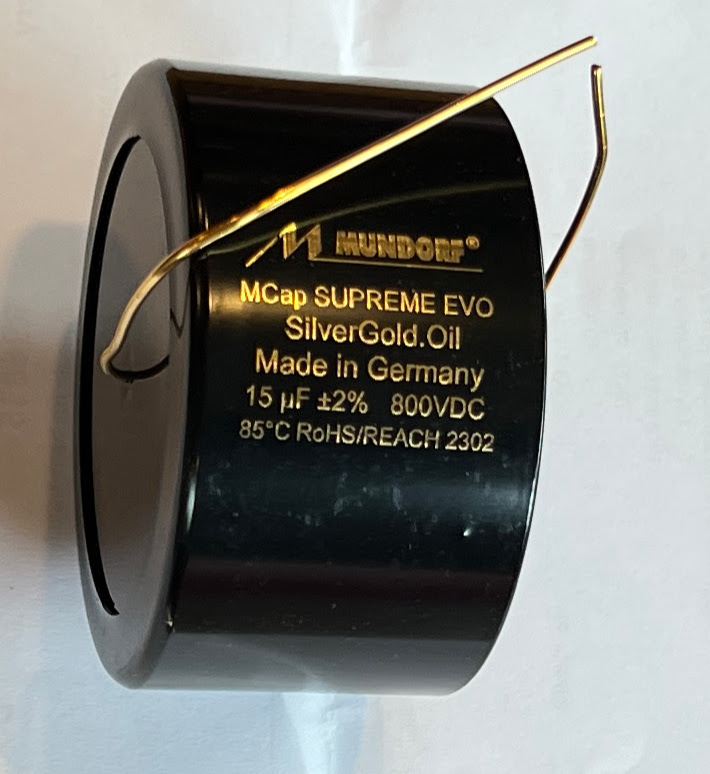 MUNDORF®
MCap SUPREME EVO
SilverGold.Oil
Made in Germany
15 µF ±2% 800VDC
85°C RoHS/REACH 2302